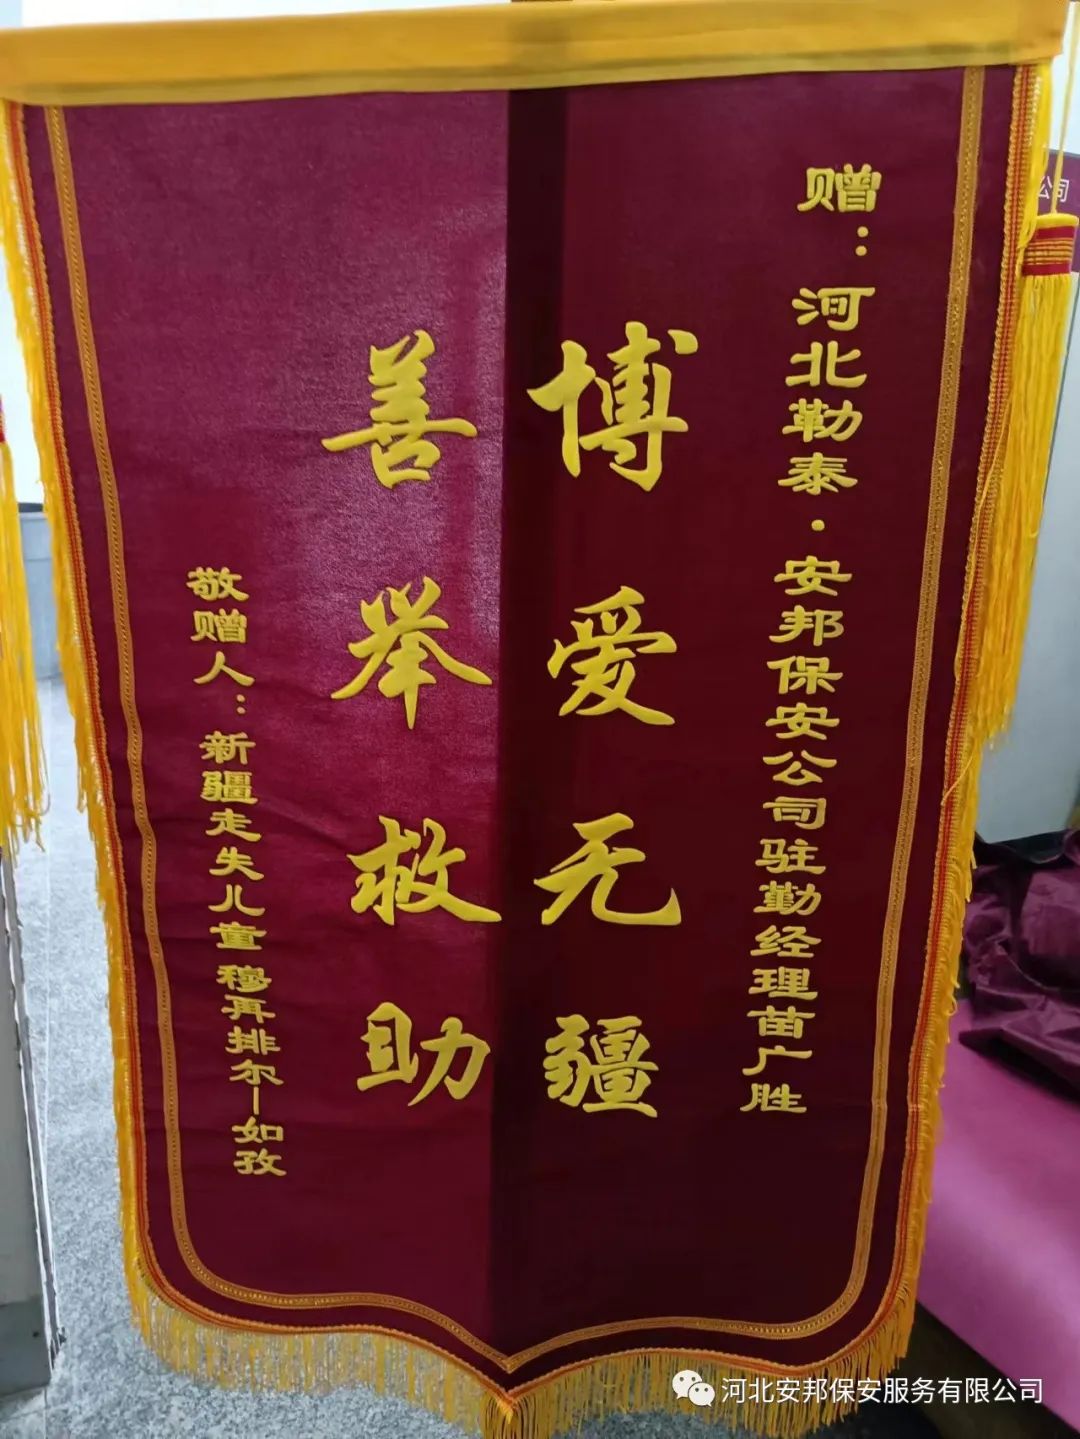 赠：河北勒泰·安邦保安公司驻勤经理苗广胜
博爱无疆
善举救助
敬赠人：新疆走失儿童 穆再排尔—如孜
公司
河北安邦保安服务有限公司